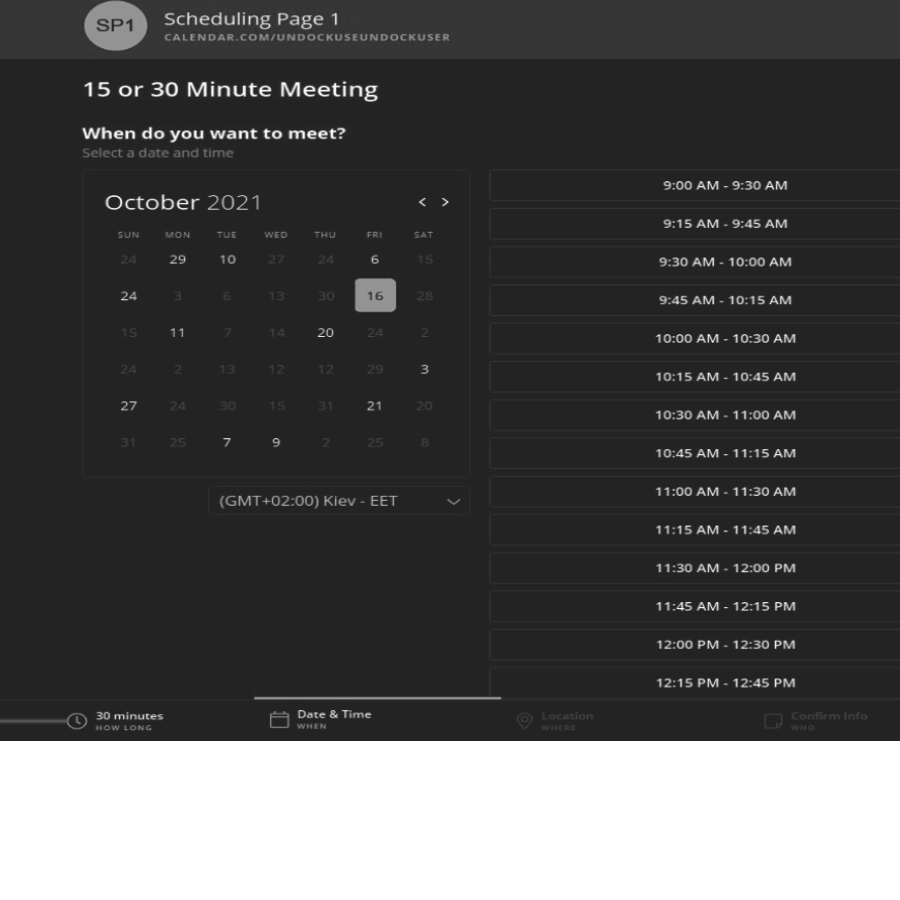 SP1
Scheduling Page 1
CALENDAR.COM/UNDOCKUSEUNDOCKUSER
15 or 30 Minute Meeting
When do you want to meet?
Select a date and time
October 2021
< >
SUN MON TUE WED THU FRI SAT
24 29 10 27 24 6 15
24 3 6 13 30 16 28
15 11 7 14 20 24 2
24 2 13 12 12 29 3
27 24 30 15 31 21 20
31 25 7 9 2 25 8
(GMT+02:00) Kiev - EET
9:00 AM - 9:30 AM
9:15 AM - 9:45 AM
9:30 AM - 10:00 AM
9:45 AM - 10:15 AM
10:00 AM - 10:30 AM
10:15 AM - 10:45 AM
10:30 AM - 11:00 AM
10:45 AM - 11:15 AM
11:00 AM - 11:30 AM
11:15 AM - 11:45 AM
11:30 AM - 12:00 PM
11:45 AM - 12:15 PM
12:00 PM - 12:30 PM
12:15 PM - 12:45 PM
30 minutes
HOW LONG
Date & Time
WHEN
Location
WHERE
Confirm Info
WHO